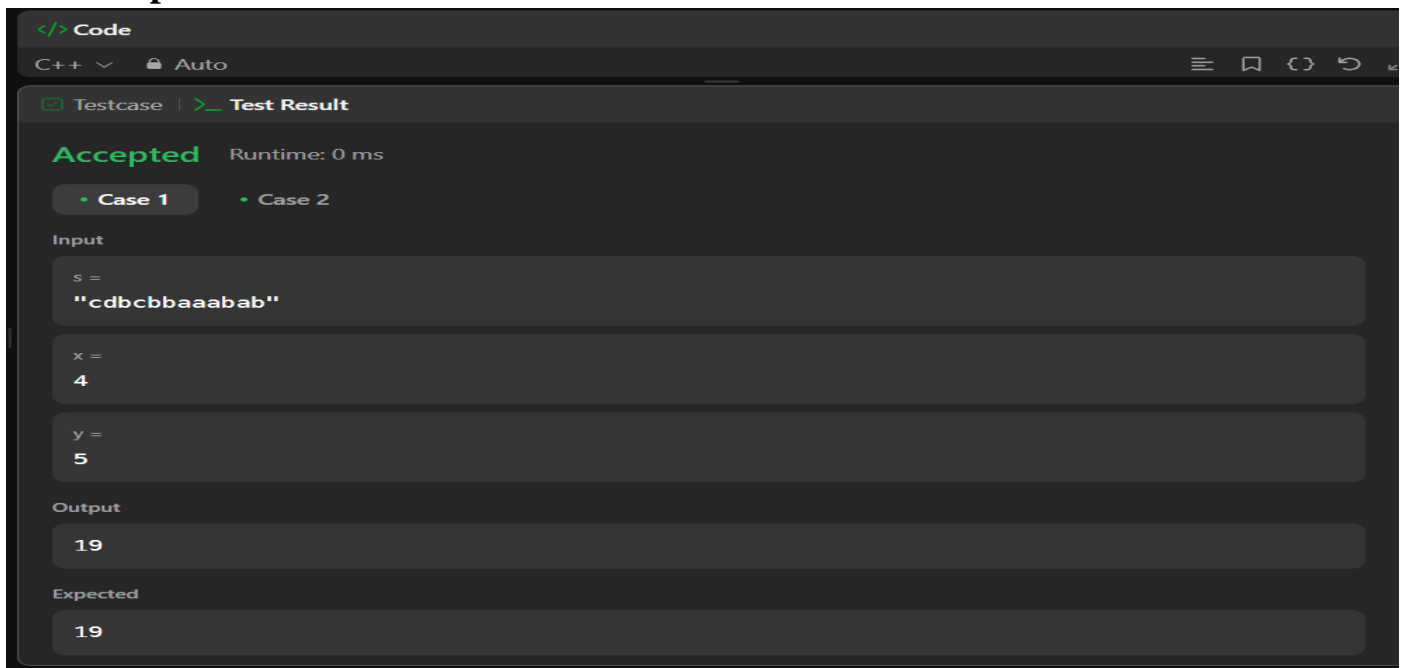 </> Code
C++ Auto
Testcase | >_ Test Result
Accepted Runtime: 0 ms
• Case 1 • Case 2
Input
s =
"cdbcbbaaabab"
x =
4
y =
5
Output
19
Expected
19